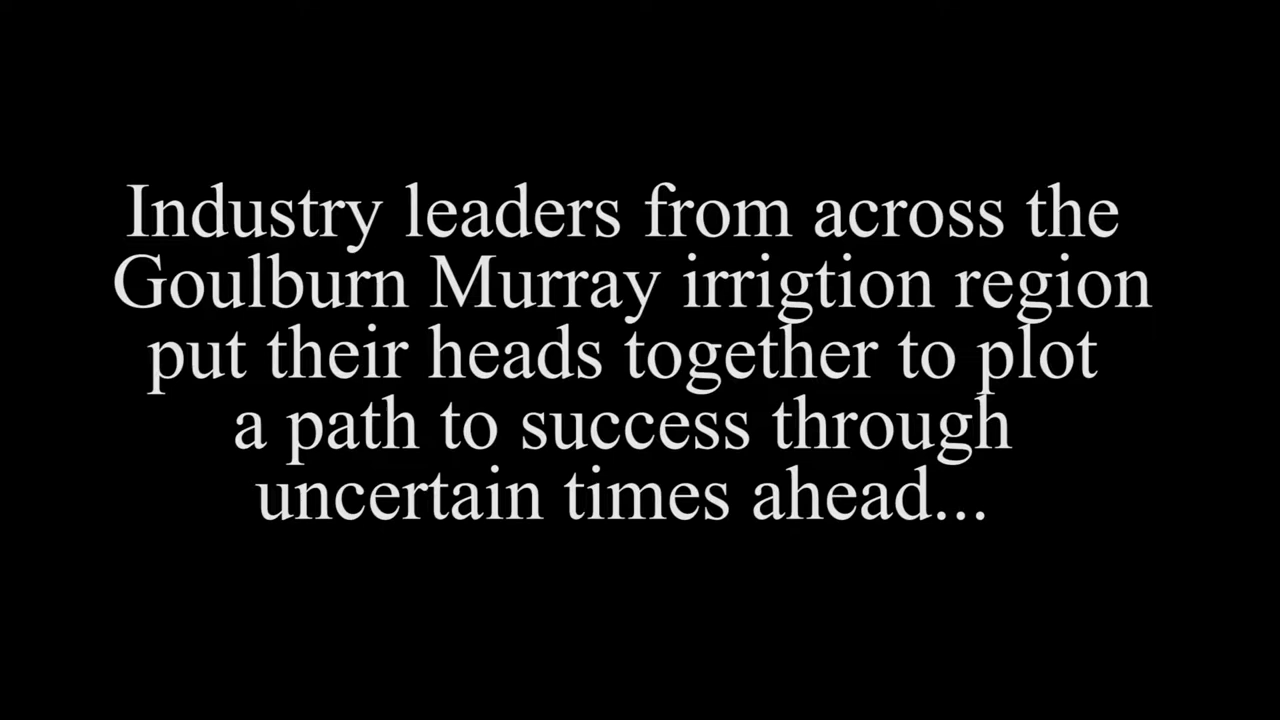 Industry leaders from across the
Goulburn Murray irrigtion region
put their heads together to plot
a path to success through
uncertain times ahead...